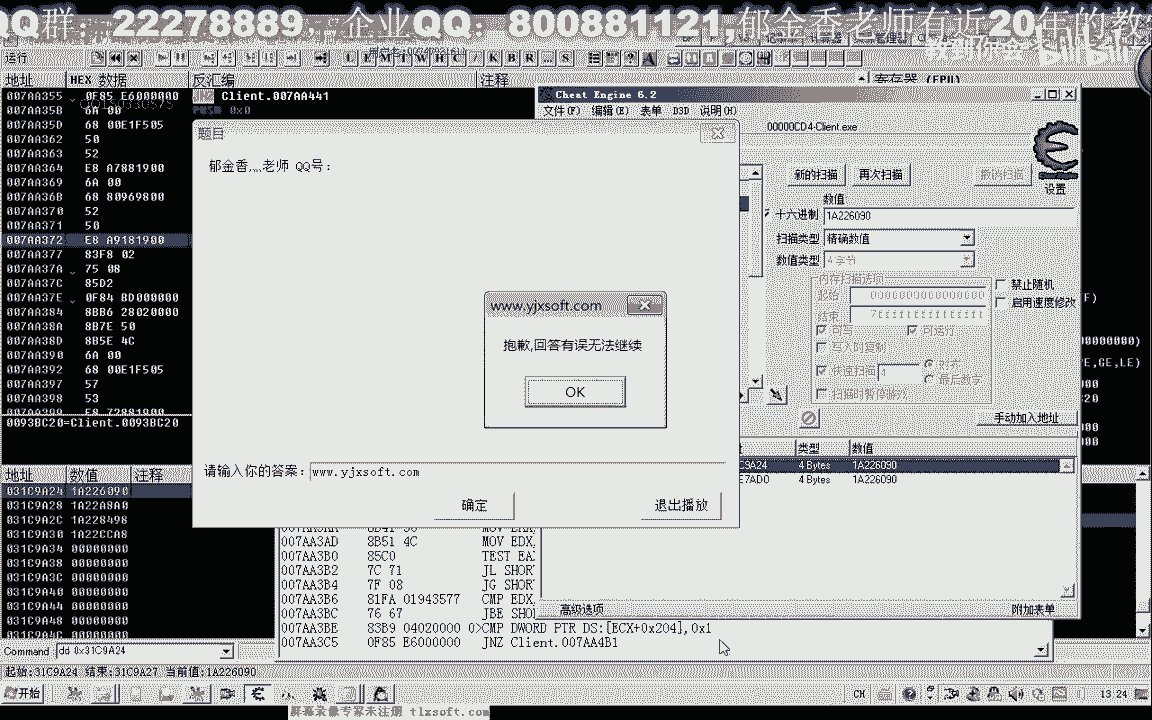 QQ群：22278889  企业QQ：800881121,郁金香老师有近20年的教
运行
L E M T W H C / K B R ... S
地址 HEX 数据 反汇编 注释
寄存器 (FPU)
007AA355 0F85 E6000000 Client.007AA441
007AA35B 6A 00 PUSH 0x0
007AA35D 68 00E1F505
007AA362 50
007AA363 52
007AA364 E8 A7881900
007AA369 6A 00
007AA36B 68 80969800
007AA370 52
007AA371 50
007AA372 E8 A9181900
007AA377 83F8 02
007AA37A 75 08
007AA37C 85D2
007AA37E 0F84 BD000000
007AA384 8BB6 28020000
007AA38A 8B7E 50
007AA38D 8B5E 4C
007AA390 6A 00
007AA392 68 00E1F505
007AA397 57
007AA398 53
007AA399 E8 72881900
0093BC20=Client.0093BC20
题目
郁金香,,,,老师 QQ号：
www.yjxsoft.com
抱歉,回答有误无法继续
OK
请输入你的答案：www.yjxsoft.com
确定
退出播放
Cheat Engine 6.2
文件(F) 编辑(E) 表单 D3D 说明(H)
00000CD4-Client.exe
新的扫描 再次扫描 撤消扫描
设置
数值
十六进制 1A226090
扫描类型 精确数值
数值类型 4 字节
内存扫描选项
起始 0000000000000000
结束 7fffffffffffffff
禁止随机
启用速度修改
可写 可运行
写入时复制
快速扫描 4 对齐
最后数字
扫描时暂停游戏
手动加入地址
类型 数值
C9A24 4 Bytes 1A226090
E7AD0 4 Bytes 1A226090
高级选项 附加表单
地址 数值 注释
031C9A24 1A226090
031C9A28 1A22A8A0
031C9A2C 1A228498
031C9A30 1A22CCA8
031C9A34 00000000
031C9A38 00000000
031C9A3C 00000000
031C9A40 00000000
031C9A44 00000000
031C9A48 00000000
031C9A4C 00000000
007AA3AD 8B51 4C MOV EDX,
007AA3B0 85C0 TEST EA
007AA3B2 7C 71 JL SHOR
007AA3B4 7F 08 JG SHOR
007AA3B6 81FA 01943577 CMP EDX,
007AA3BC 76 67 JBE SHO
007AA3BE 83B9 04020000 0>CMP DWORD PTR DS:[ECX+0x204],0x1
007AA3C5 0F85 E6000000 JNZ Client.007AA4B1
Command dd 0x31C9A24
起始:31C9A24 结束:31C9A27 当前值:1A226090
开始
CH
13:24
屏幕录像专家未注册 tlxsoft.com